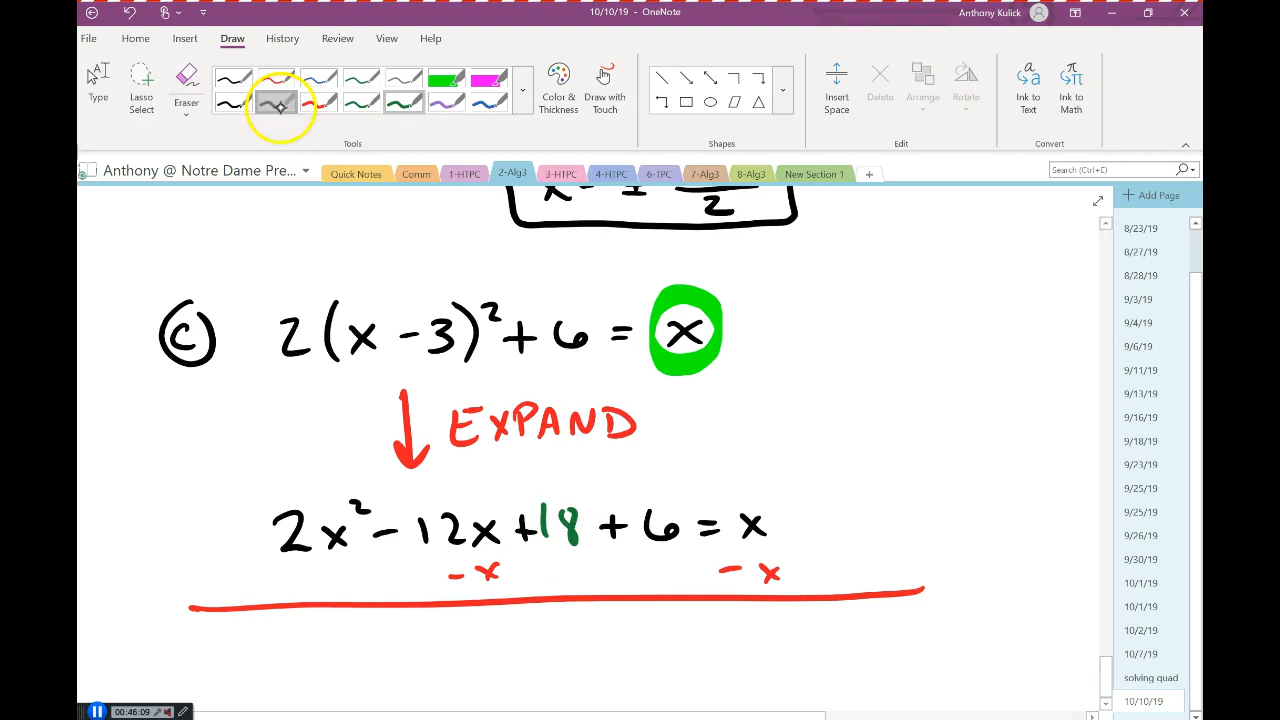 10/10/19 - OneNote
Anthony Kulick
File Home Insert Draw History Review View Help
Type
Lasso Select
Eraser
Color & Thickness
Draw with Touch
Insert Space
Delete
Arrange
Rotate
Ink to Text
Ink to Math
Tools Shapes Edit Convert
Anthony @ Notre Dame Pre...
Quick Notes Comm 1-HTPC 2-Alg3 3-HTPC 4-HTPC 6-TPC 7-Alg3 8-Alg3 New Section 1
Search (Ctrl+E)
Add Page
8/23/19
8/27/19
8/28/19
9/3/19
9/4/19
9/6/19
9/11/19
9/13/19
9/16/19
9/18/19
9/23/19
9/25/19
9/25/19
9/26/19
9/30/19
10/1/19
10/1/19
10/2/19
10/7/19
solving quad
10/10/19
2
Ⓒ 2(x - 3)² + 6 = x
EXPAND
2x² - 12x + 18 + 6 = x
- x - x
00:46:09